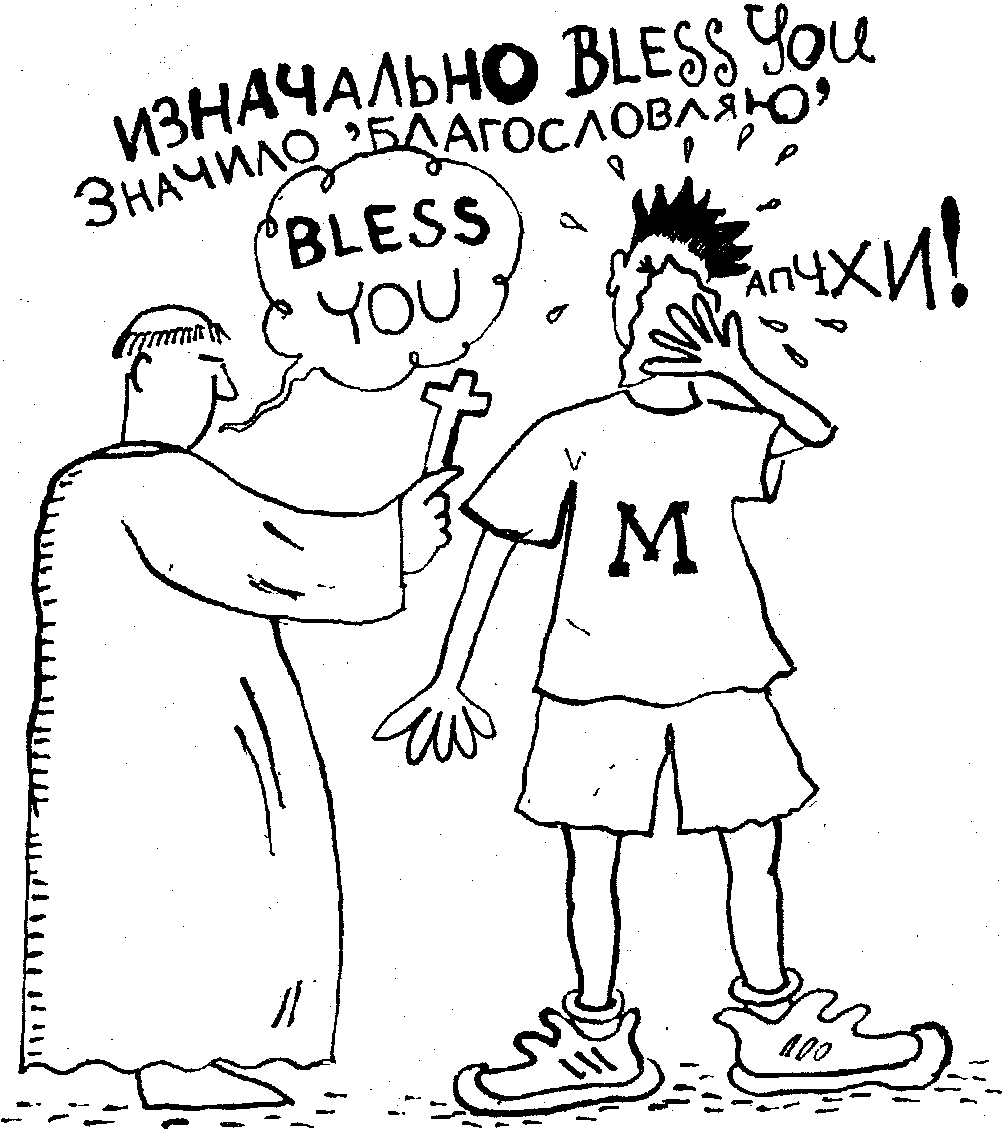 ИЗНАЧАЛЬНО BLESS YOU
ЗНАЧИЛО 'БЛАГОСЛОВЛЯЮ'
BLESS
YOU
АПЧХИ!
M